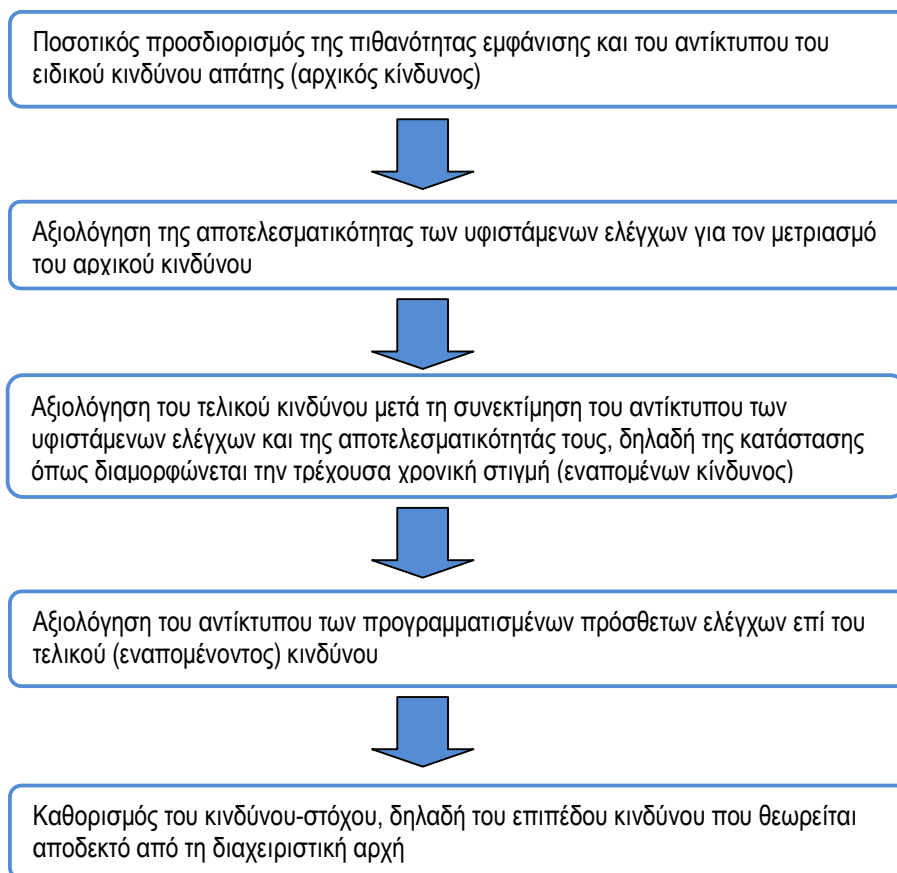 Ποσοτικός προσδιορισμός της πιθανότητας εμφάνισης και του αντίκτυπου του
ειδικού κινδύνου απάτης (αρχικός κίνδυνος)
Αξιολόγηση της αποτελεσματικότητας των υφιστάμενων ελέγχων για τον μετριασμό
του αρχικού κινδύνου
Αξιολόγηση του τελικού κινδύνου μετά τη συνεκτίμηση του αντίκτυπου των
υφιστάμενων ελέγχων και της αποτελεσματικότητάς τους, δηλαδή της κατάστασης
όπως διαμορφώνεται την τρέχουσα χρονική στιγμή (εναπομένων κίνδυνος)
Αξιολόγηση του αντίκτυπου των προγραμματισμένων πρόσθετων ελέγχων επί του
τελικού (εναπομένοντος) κινδύνου
Καθορισμός του κινδύνου-στόχου, δηλαδή του επιπέδου κινδύνου που θεωρείται
αποδεκτό από τη διαχειριστική αρχή